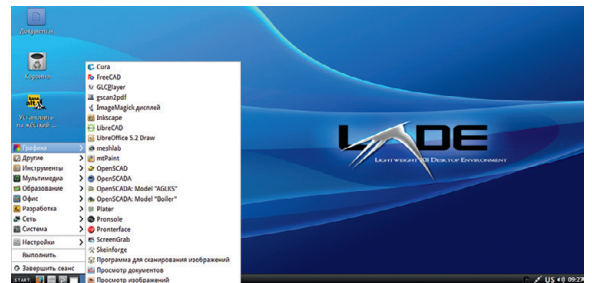 Документы
Корзина
Установить
на жёсткий ...
Графика
Другие
Инструменты
Мультимедиа
Образование
Офис
Разработка
Сеть
Система
Настройки
Выполнить
Завершить сеанс
Cura
FreeCAD
GLC_Player
gscan2pdf
ImageMagick дисплей
Inkscape
LibreCAD
LibreOffice 5.2 Draw
meshlab
mtPaint
OpenSCAD
OpenSCADA
OpenSCADA: Model "AGLKS"
OpenSCADA: Model "Boiler"
Plater
Pronsole
Pronterface
ScreenGrab
Skeinforge
Программа для сканирования изображений
Просмотр документов
Просмотр изображений
LXDE
LIGHTWEIGHT X11 DESKTOP ENVIRONMENT
START
US
09:27